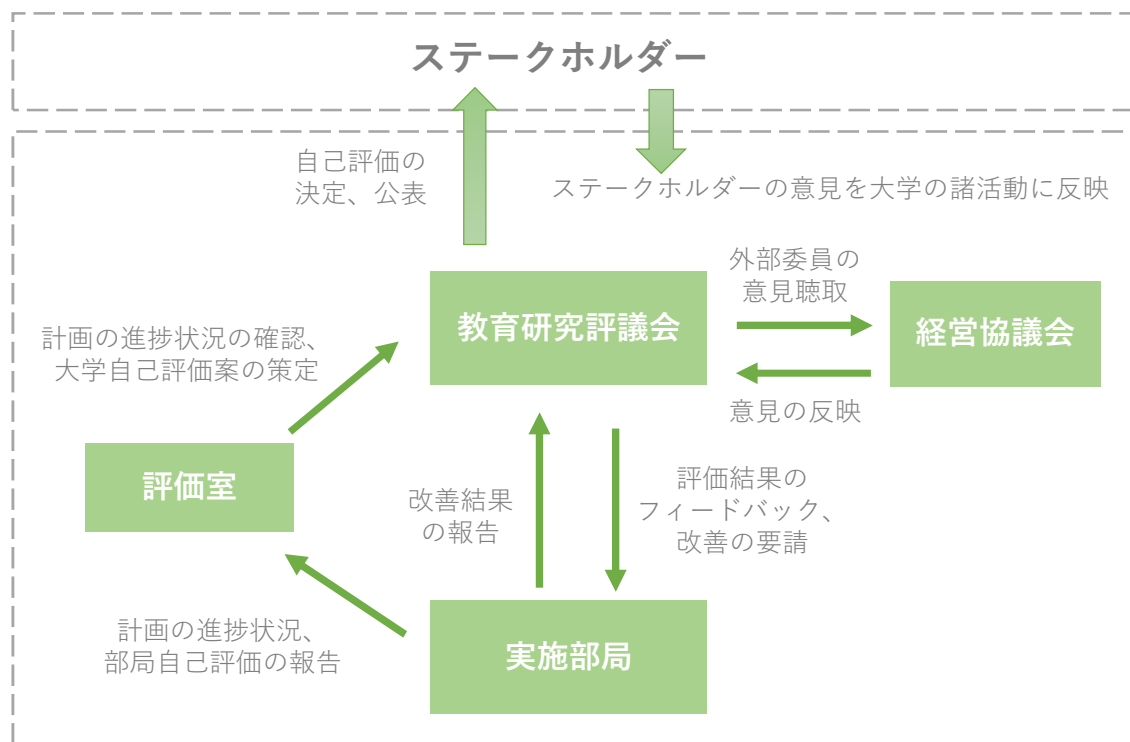 ステークホルダー
自己評価の
決定、公表
ステークホルダーの意見を大学の諸活動に反映
外部委員の
意見聴取
教育研究評議会
経営協議会
計画の進捗状況の確認、
大学自己評価案の策定
意見の反映
評価室
改善結果
の報告
評価結果の
フィードバック、
改善の要請
計画の進捗状況、
部局自己評価の報告
実施部局